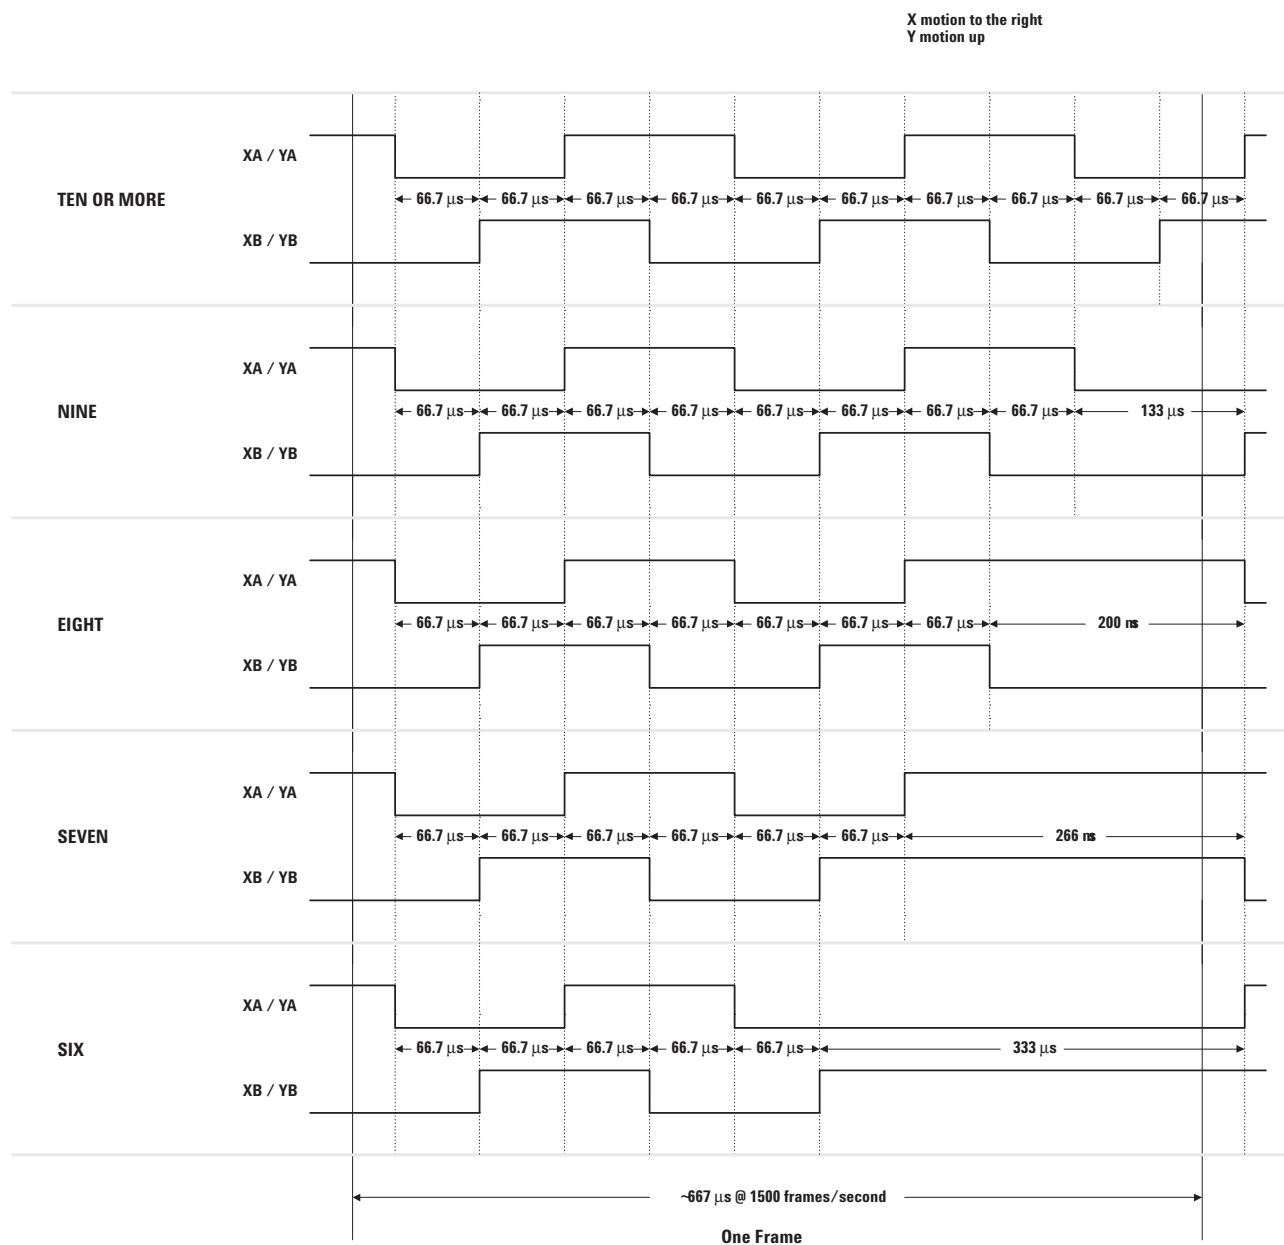 X motion to the right
Y motion up
XA / YA
TEN OR MORE
66.7 μs 66.7 μs 66.7 μs 66.7 μs 66.7 μs 66.7 μs 66.7 μs 66.7 μs 66.7 μs 66.7 μs
XB / YB
XA / YA
NINE
66.7 μs 66.7 μs 66.7 μs 66.7 μs 66.7 μs 66.7 μs 66.7 μs 66.7 μs 133 μs
XB / YB
XA / YA
EIGHT
66.7 μs 66.7 μs 66.7 μs 66.7 μs 66.7 μs 66.7 μs 66.7 μs 200 ns
XB / YB
XA / YA
SEVEN
66.7 μs 66.7 μs 66.7 μs 66.7 μs 66.7 μs 66.7 μs 266 ns
XB / YB
XA / YA
SIX
66.7 μs 66.7 μs 66.7 μs 66.7 μs 66.7 μs 333 μs
XB / YB
~667 μs @ 1500 frames/second
One Frame